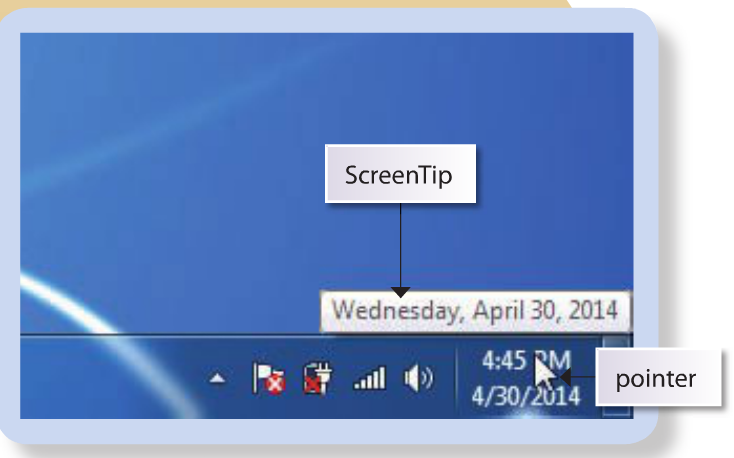 ScreenTip
Wednesday, April 30, 2014
4:45 PM
4/30/2014
pointer